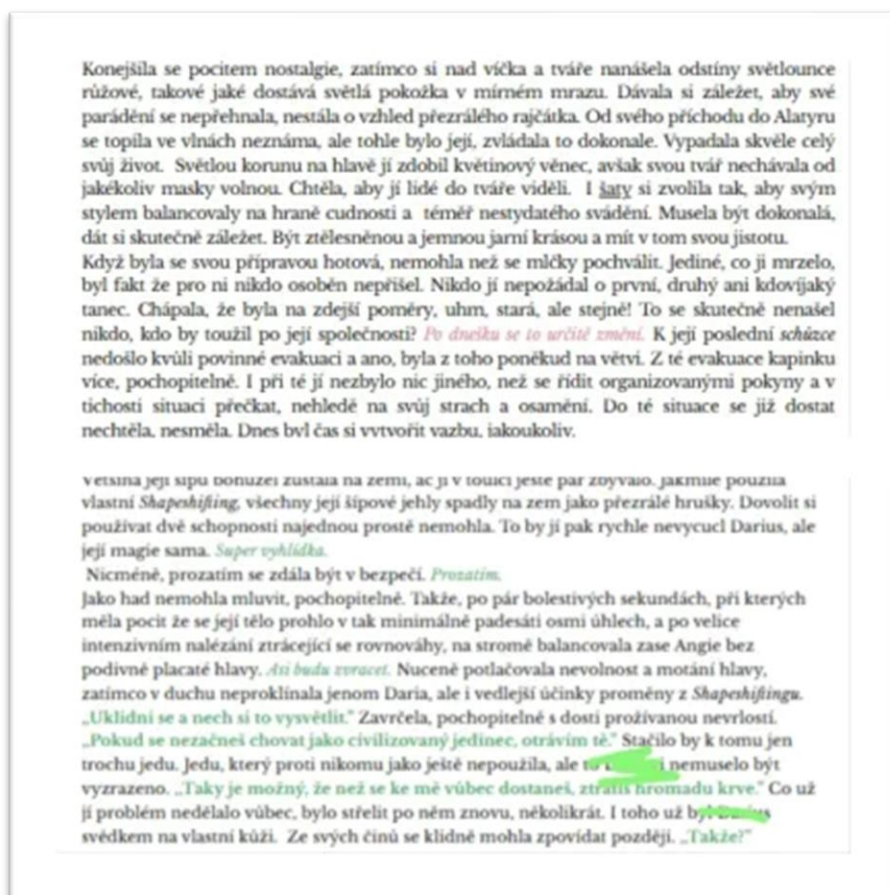 Konejšila se pocitem nostalgie, zatímco si nad víčka a tváře nanášela odstíny světlounce
růžové, takové jaké dostává světlá pokožka v mírném mrazu. Dávala si záležet, aby své
parádění se nepřehnala, nestála o vzhled přezrálého rajčátka. Od svého příchodu do Alatyru
se topila ve vlnách neznáma, ale tohle bylo její, zvládala to dokonale. Vypadala skvěle celý
svůj život. Světlou korunu na hlavě jí zdobil květinový věnec, avšak svou tvář nechávala od
jakékoliv masky volnou. Chtěla, aby jí lidé do tváře viděli. I šaty si zvolila tak, aby svým
stylem balancovaly na hraně cudnosti a téměř nestydatého svádění. Musela být dokonalá,
dát si skutečně záležet. Být ztělesněnou a jemnou jarní krásou a mít v tom svou jistotu.
Když byla se svou přípravou hotová, nemohla než se mlčky pochválit. Jediné, co ji mrzelo,
byl fakt že pro ni nikdo osobně nepřišel. Nikdo jí nepožádal o první, druhý ani kdovíjaký
tanec. Chápala, že byla na zdejší poměry, uhm, stará, ale stejně! To se skutečně nenašel
nikdo, kdo by toužil po její společnosti? Po dnešku se to určitě změní. K její poslední schůzce
nedošlo kvůli povinné evakuaci a ano, byla z toho poněkud na větvi. Z té evakuace kapinku
více, pochopitelně. I při té jí nezbylo nic jiného, než se řídit organizovanými pokyny a v
tichosti situaci přečkat, nehledě na svůj strach a osamění. Do té situace se již dostat
nechtěla, nesměla. Dnes byl čas si vytvořit vazbu, jakoukoliv.
Většina její šípů bohužel zůstala na zemi, ač jí v toulci ještě pár zbývalo. Jakmile použila
vlastní Shapeshifting, všechny její šípové jehly spadly na zem jako přezrálé hrušky. Dovolit si
používat dvě schopnosti najednou prostě nemohla. To by jí pak rychle nevycucl Darius, ale
její magie sama. Super vyhlídka.
Nicméně, prozatím se zdála být v bezpečí. Prozatím.
Jako had nemohla mluvit, pochopitelně. Takže, po pár bolestivých sekundách, při kterých
měla pocit že se její tělo prohlo v tak minimálně padesáti osmi úhlech, a po velice
intenzivním nalézání ztrácející se rovnováhy, na stromě balancovala zase Angie bez
podivně placaté hlavy. Asi budu zvracet. Nuceně potlačovala nevolnost a motání hlavy,
zatímco v duchu neproklínala jenom Daria, ale i vedlejší účinky proměny z Shapeshiftingu.
„Uklidni se a nech si to vysvětlit." Zavrčela, pochopitelné s dosti prožívanou nevrlostí.
„Pokud se nezačneš chovat jako civilizovaný jedinec, otrávím tě." Stačilo by k tomu jen
trochu jedu. Jedu, který proti nikomu jako ještě nepoužila, ale nemuselo být
vyzrazeno. „Taky je možný, že než se ke mě vůbec dostaneš, ztratíš hromadu krve." Co už
jí problém nedělalo vůbec, bylo střelit po něm znovu, několikrát. I toho už byl Darius
svědkem na vlastní kůži. Ze svých činů se klidně mohla zpovídat později. „Takže?"